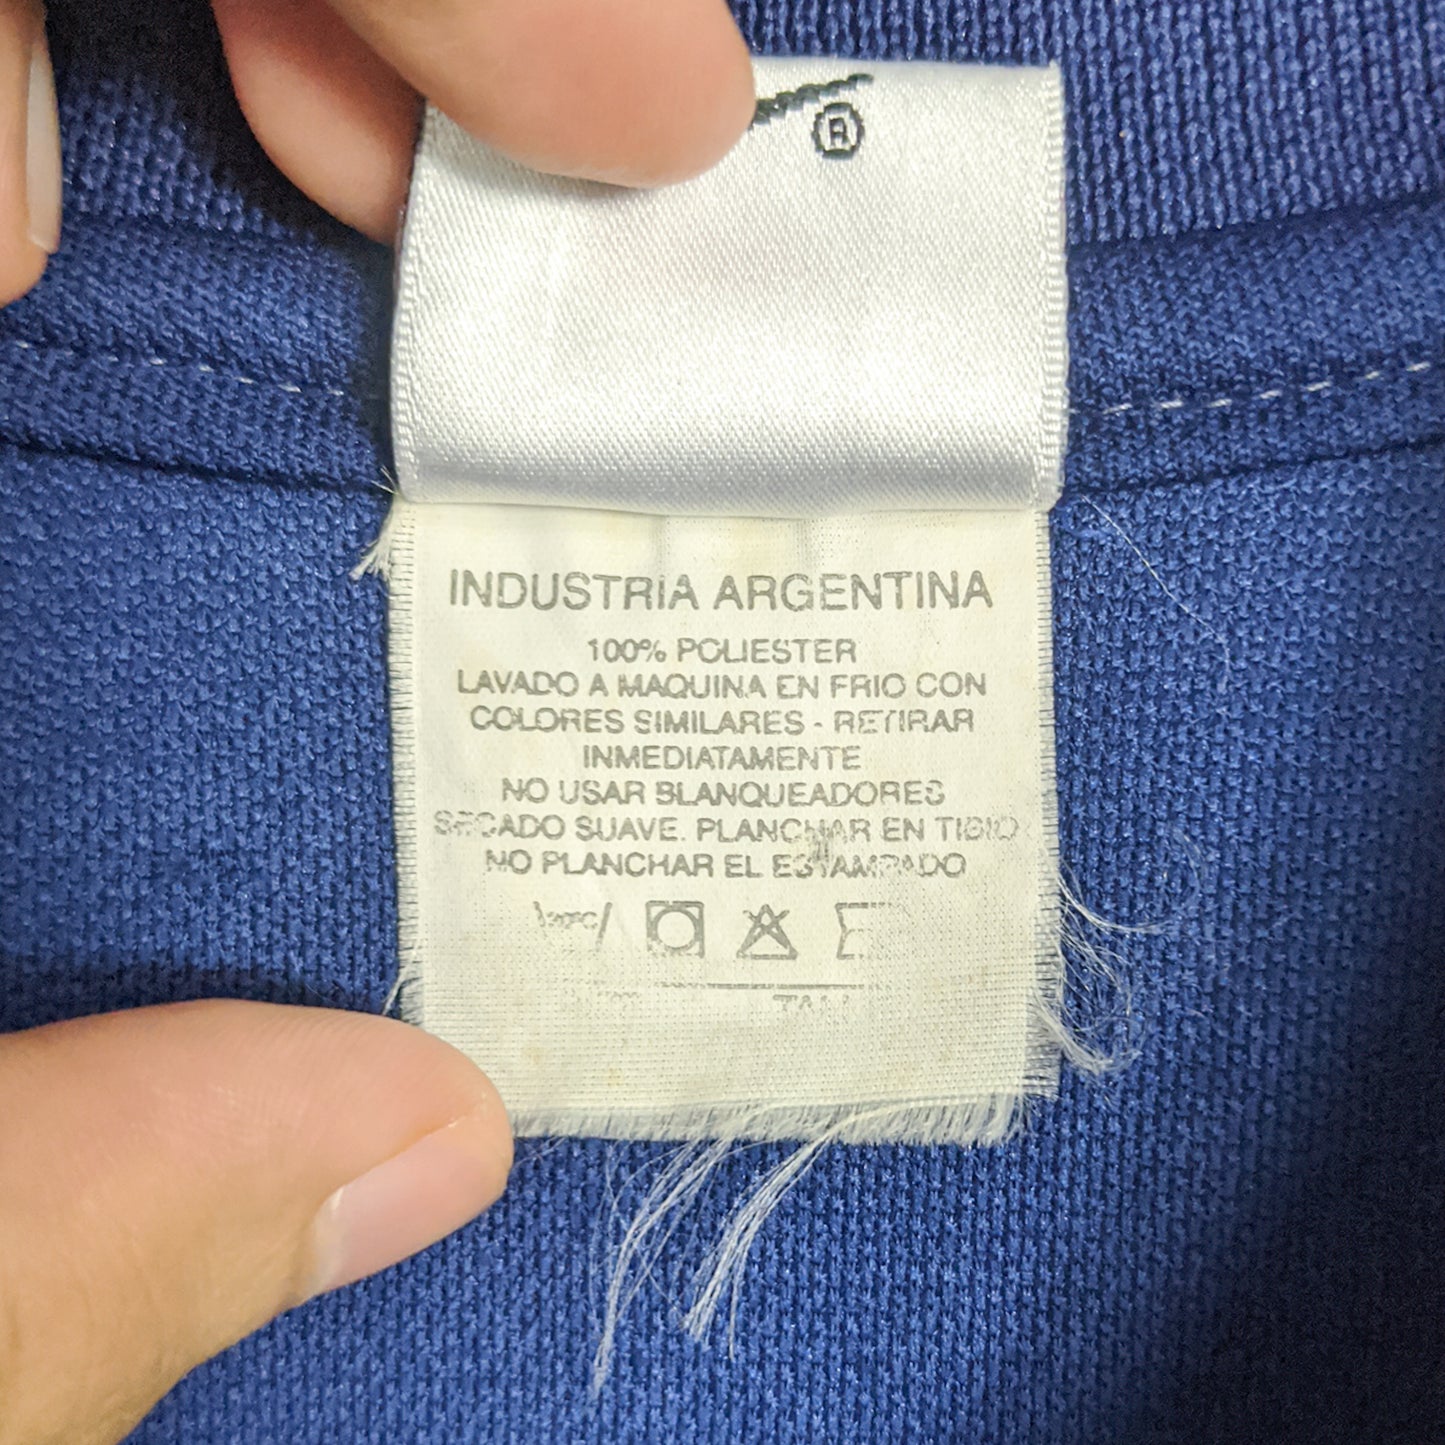 ®
INDUSTRIA ARGENTINA
100% POLIESTER
LAVADO A MAQUINA EN FRIO CON
COLORES SIMILARES - RETIRAR
INMEDIATAMENTE
NO USAR BLANQUEADORES
SECADO SUAVE. PLANCHAR EN TIBIO
NO PLANCHAR EL ESTAMPADO